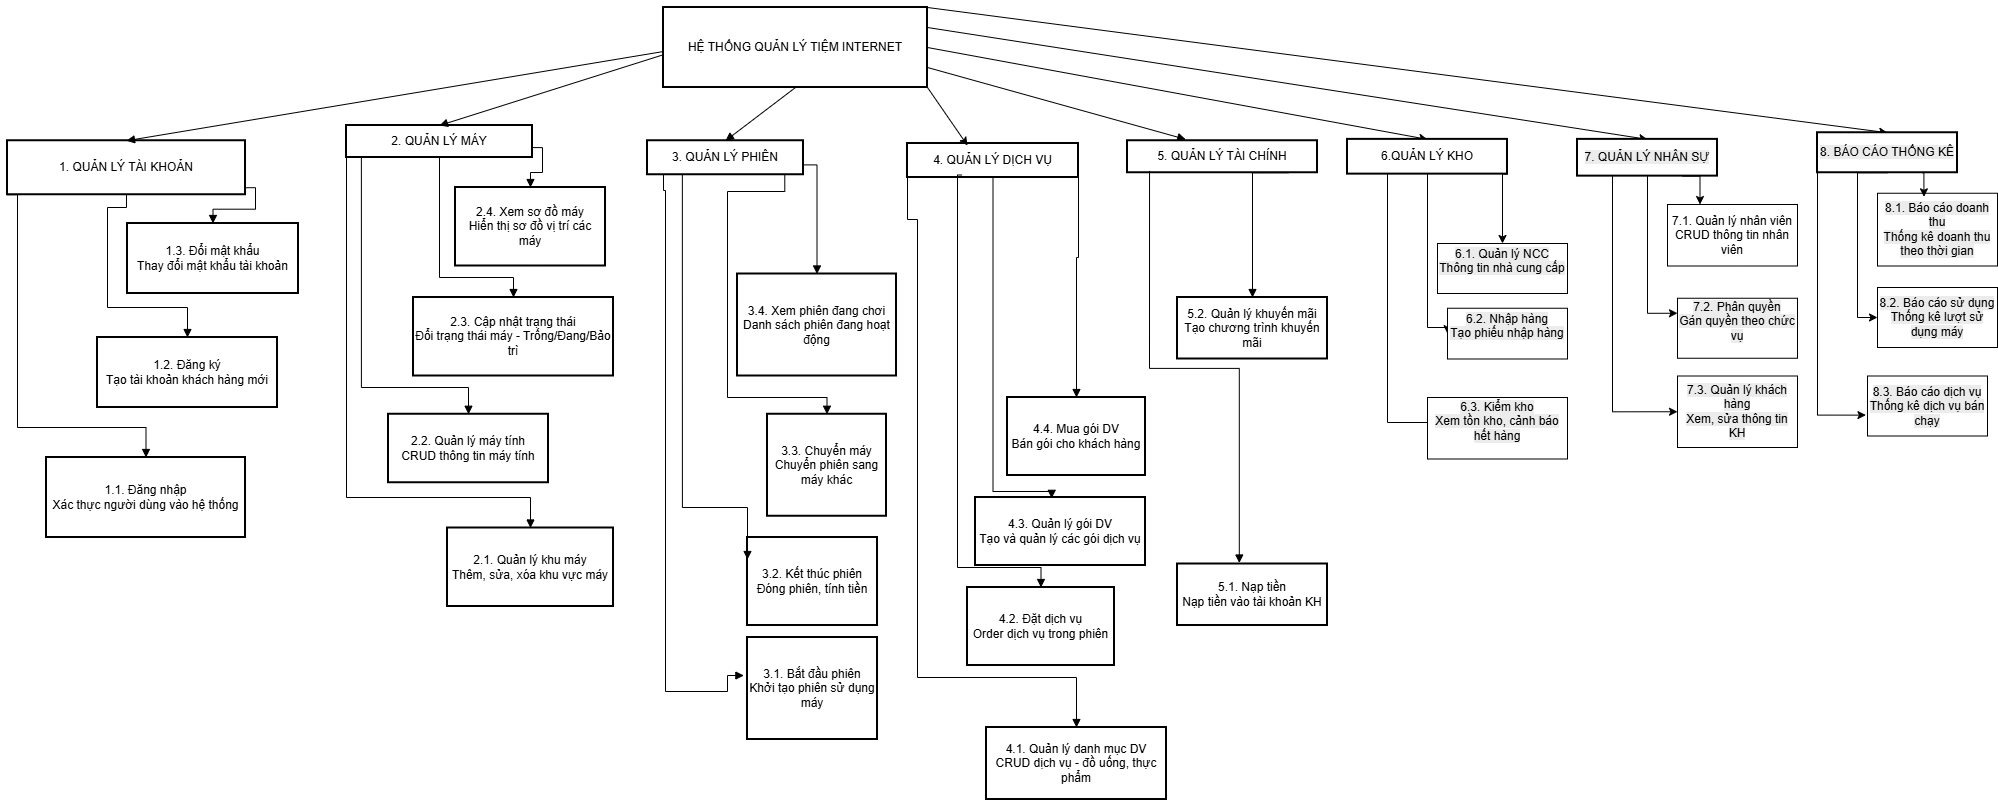 HỆ THỐNG QUẢN LÝ TIỆM INTERNET
1. QUẢN LÝ TÀI KHOẢN
1.3. Đổi mật khẩu
Thay đổi mật khẩu tài khoản
1.2. Đăng ký
Tạo tài khoản khách hàng mới
1.1. Đăng nhập
Xác thực người dùng vào hệ thống
2. QUẢN LÝ MÁY
2.4. Xem sơ đồ máy
Hiển thị sơ đồ vị trí các
máy
2.3. Cập nhật trạng thái
Đổi trạng thái máy - Trống/Đang/Bảo
trì
2.2. Quản lý máy tính
CRUD thông tin máy tính
2.1. Quản lý khu máy
Thêm, sửa, xóa khu vực máy
3. QUẢN LÝ PHIÊN
3.4. Xem phiên đang chơi
Danh sách phiên đang hoạt
động
3.3. Chuyển máy
Chuyển phiên sang
máy khác
3.2. Kết thúc phiên
Đóng phiên, tính tiền
3.1. Bắt đầu phiên
Khởi tạo phiên sử dụng
máy
4. QUẢN LÝ DỊCH VỤ
4.4. Mua gói DV
Bán gói cho khách hàng
4.3. Quản lý gói DV
Tạo và quản lý các gói dịch vụ
4.2. Đặt dịch vụ
Order dịch vụ trong phiên
4.1. Quản lý danh mục DV
CRUD dịch vụ - đồ uống, thực
phẩm
5. QUẢN LÝ TÀI CHÍNH
5.2. Quản lý khuyến mãi
Tạo chương trình khuyến
mãi
5.1. Nạp tiền
Nạp tiền vào tài khoản KH
6.QUẢN LÝ KHO
6.1. Quản lý NCC
Thông tin nhà cung cấp
6.2. Nhập hàng
Tạo phiếu nhập hàng
6.3. Kiểm kho
Xem tồn kho, cảnh báo
hết hàng
7. QUẢN LÝ NHÂN SỰ
7.1. Quản lý nhân viên
CRUD thông tin nhân
viên
7.2. Phân quyền
Gán quyền theo chức
vụ
7.3. Quản lý khách
hàng
Xem, sửa thông tin
KH
8. BÁO CÁO THỐNG KÊ
8.1. Báo cáo doanh
thu
Thống kê doanh thu
theo thời gian
8.2. Báo cáo sử dụng
Thống kê lượt sử
dụng máy
8.3. Báo cáo dịch vụ
Thống kê dịch vụ bán
chạy